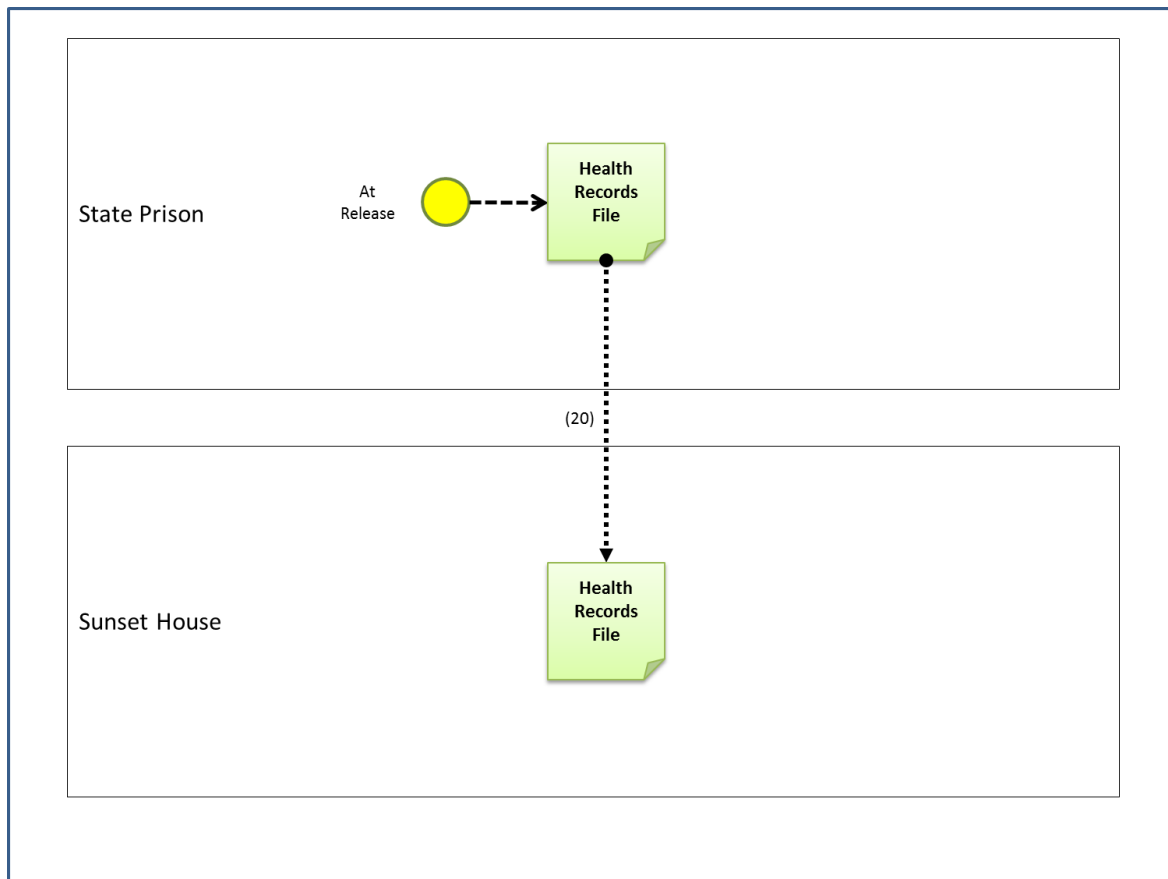 State Prison
At
Release
Health
Records
File
(20)
Sunset House
Health
Records
File